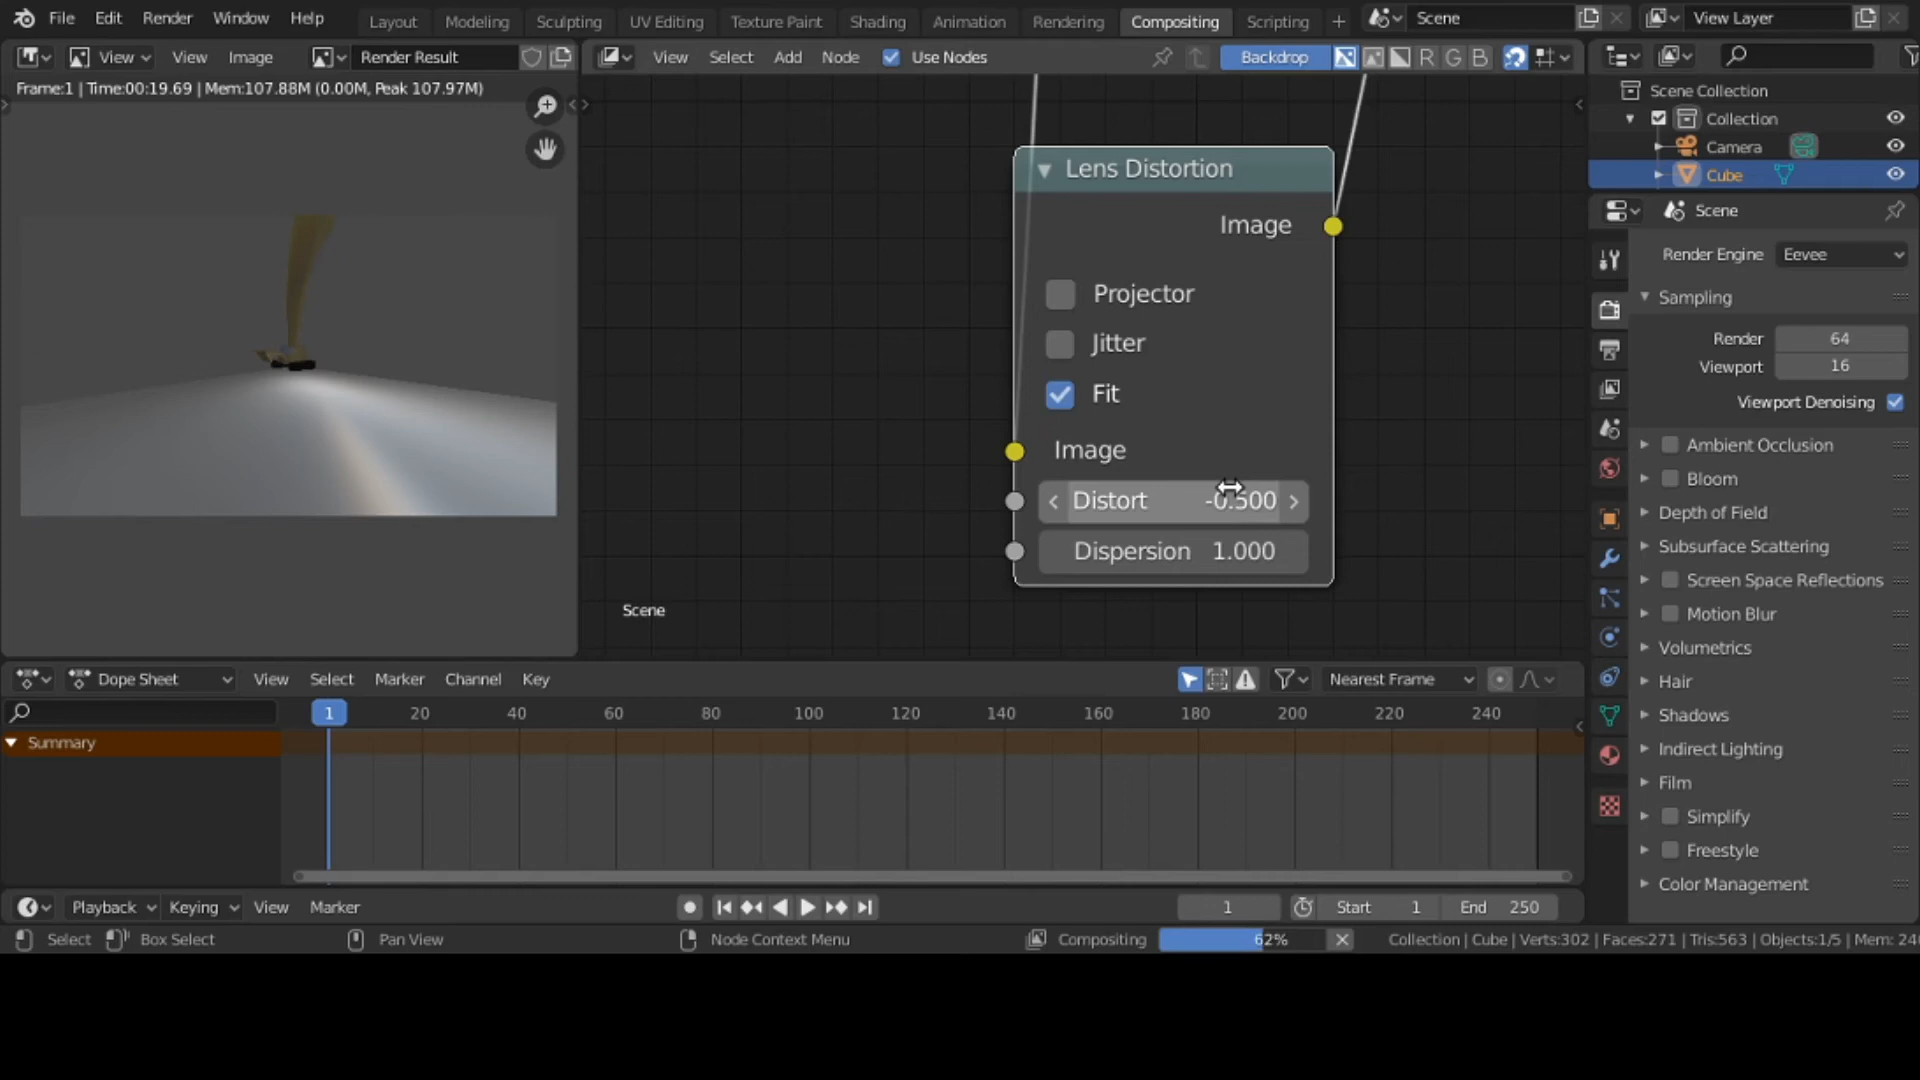 File Edit Render Window Help Layout Modeling Sculpting UV Editing Texture Paint Shading Animation Rendering Compositing Scripting + Scene View Layer
View View Image Render Result View Select Add Node Use Nodes Backdrop R G B
Frame:1 | Time:00:19.69 | Mem:107.88M (0.00M, Peak 107.97M)
Scene Collection
Collection
Camera
Cube
Lens Distortion
Image
Projector
Jitter
Fit
Image
Distort -0.500
Dispersion 1.000
Scene
Scene
Render Engine Eevee
Sampling
Render 64
Viewport 16
Viewport Denoising
Ambient Occlusion
Bloom
Depth of Field
Subsurface Scattering
Screen Space Reflections
Motion Blur
Volumetrics
Hair
Shadows
Indirect Lighting
Film
Simplify
Freestyle
Color Management
Dope Sheet View Select Marker Channel Key Nearest Frame
1 20 40 60 80 100 120 140 160 180 200 220 240
Summary
Playback Keying View Marker 1 Start 1 End 250
Select Box Select Pan View Node Context Menu Compositing 62% Collection | Cube | Verts:302 | Faces:271 | Tris:563 | Objects:1/5 | Mem: